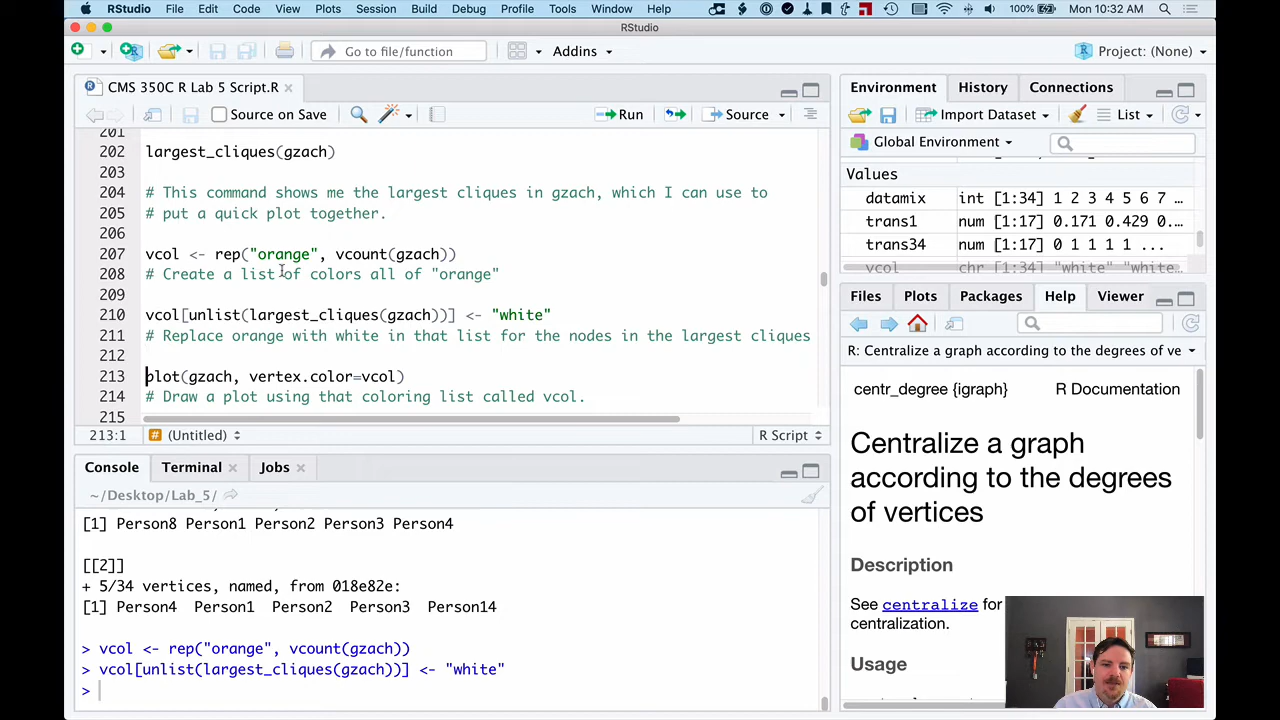 RStudio File Edit Code View Plots Session Build Debug Profile Tools Window Help 100% Mon 10:32 AM
RStudio
Go to file/function Addins Project: (None)
CMS 350C R Lab 5 Script.R
Source on Save Run Source
201
202 largest_cliques(gzach)
203
204 # This command shows me the largest cliques in gzach, which I can use to
205 # put a quick plot together.
206
207 vcol <- rep("orange", vcount(gzach))
208 # Create a list of colors all of "orange"
209
210 vcol[unlist(largest_cliques(gzach))] <- "white"
211 # Replace orange with white in that list for the nodes in the largest cliques
212
213 plot(gzach, vertex.color=vcol)
214 # Draw a plot using that coloring list called vcol.
215
213:1 # (Untitled) R Script
Console Terminal Jobs
~/Desktop/Lab_5/
[1] Person8 Person1 Person2 Person3 Person4
[[2]]
+ 5/34 vertices, named, from 018e82e:
[1] Person4 Person1 Person2 Person3 Person14
> vcol <- rep("orange", vcount(gzach))
> vcol[unlist(largest_cliques(gzach))] <- "white"
>
Environment History Connections
Import Dataset List
Global Environment
Values
datamix int [1:34] 1 2 3 4 5 6 7 …
trans1 num [1:17] 0.171 0.429 0.…
trans34 num [1:17] 0 1 1 1 1 ...
vcol chr [1:34] "white" "white"
Files Plots Packages Help Viewer
R: Centralize a graph according to the degrees of ve
centr_degree {igraph} R Documentation
Centralize a graph
according to the degrees
of vertices
Description
See centralize for
centralization.
Usage